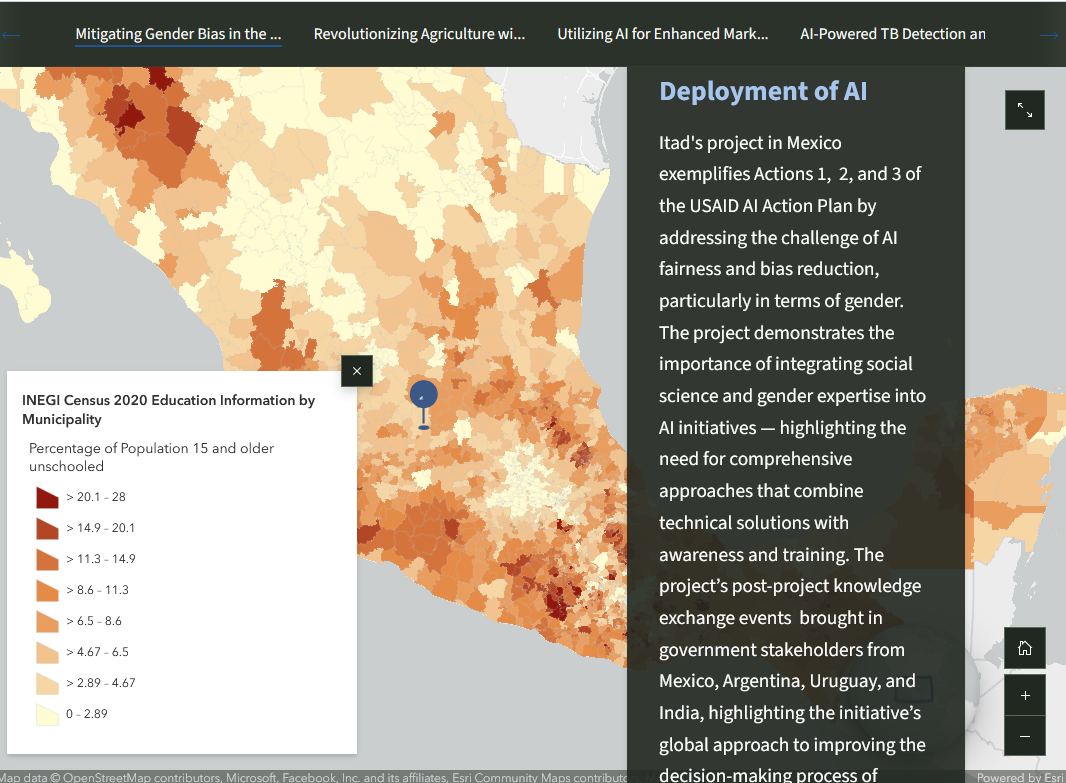 Mitigating Gender Bias in the ...
Revolutionizing Agriculture wi...
Utilizing AI for Enhanced Mark...
AI-Powered TB Detection an
Deployment of AI
Itad's project in Mexico
exemplifies Actions 1, 2, and 3 of
the USAID AI Action Plan by
addressing the challenge of AI
fairness and bias reduction,
particularly in terms of gender.
The project demonstrates the
importance of integrating social
science and gender expertise into
AI initiatives — highlighting the
need for comprehensive
approaches that combine
technical solutions with
awareness and training. The
project’s post-project knowledge
exchange events brought in
government stakeholders from
Mexico, Argentina, Uruguay, and
India, highlighting the initiative’s
global approach to improving the
decision-making process of
INEGI Census 2020 Education Information by
Municipality
Percentage of Population 15 and older
unschooled
> 20.1 - 28
> 14.9 - 20.1
> 11.3 - 14.9
> 8.6 - 11.3
> 6.5 - 8.6
> 4.67 - 6.5
> 2.89 - 4.67
0 - 2.89
Map data © OpenStreetMap contributors, Microsoft, Facebook, Inc. and its affiliates, Esri Community Maps contributors,
Powered by Esri